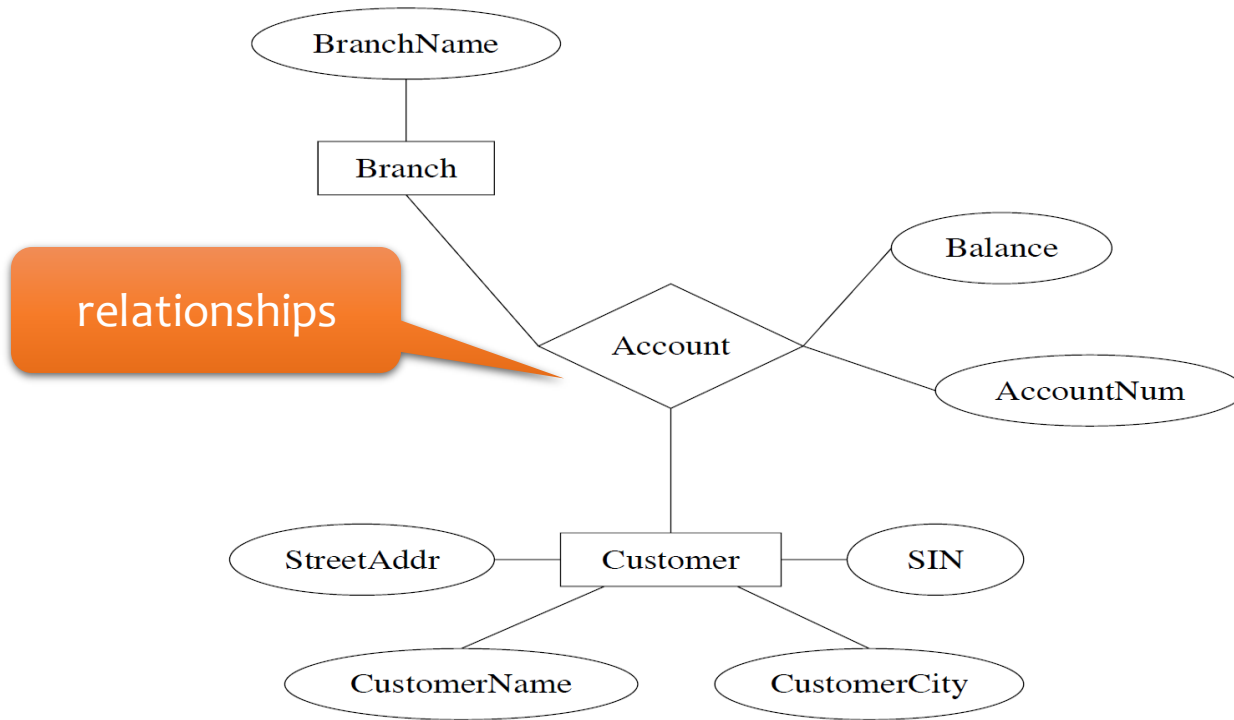 BranchName
Branch
Balance
relationships
Account
AccountNum
StreetAddr
Customer
SIN
CustomerName
CustomerCity